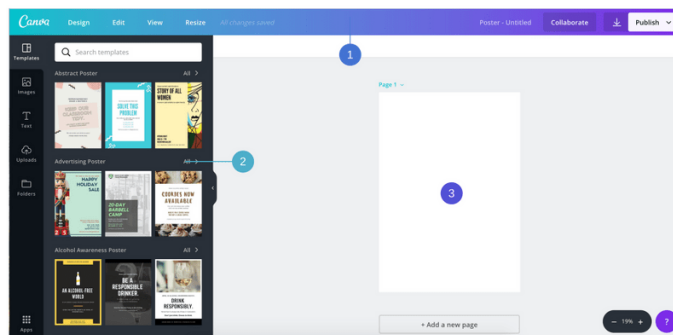 Canva Design Edit View Resize All changes saved Poster - Untitled Collaborate Publish
1
Templates
Images
Text
Uploads
Folders
Apps
Search templates
Abstract Poster All >
SOLVE THIS
PROBLEM
STORY OF ALL
WOMEN
Advertising Poster All >
2
HAPPY
HOLIDAY
SALE
20-DAY
BARBELL
CAMP
COOKIES NOW
AVAILABLE
Alcohol Awareness Poster All >
AN ALCOHOL FREE
WORLD
BE A
RESPONSIBLE
DRINKER.
DRINK
RESPONSIBLY.
Page 1
3
+ Add a new page
- 19% +
?